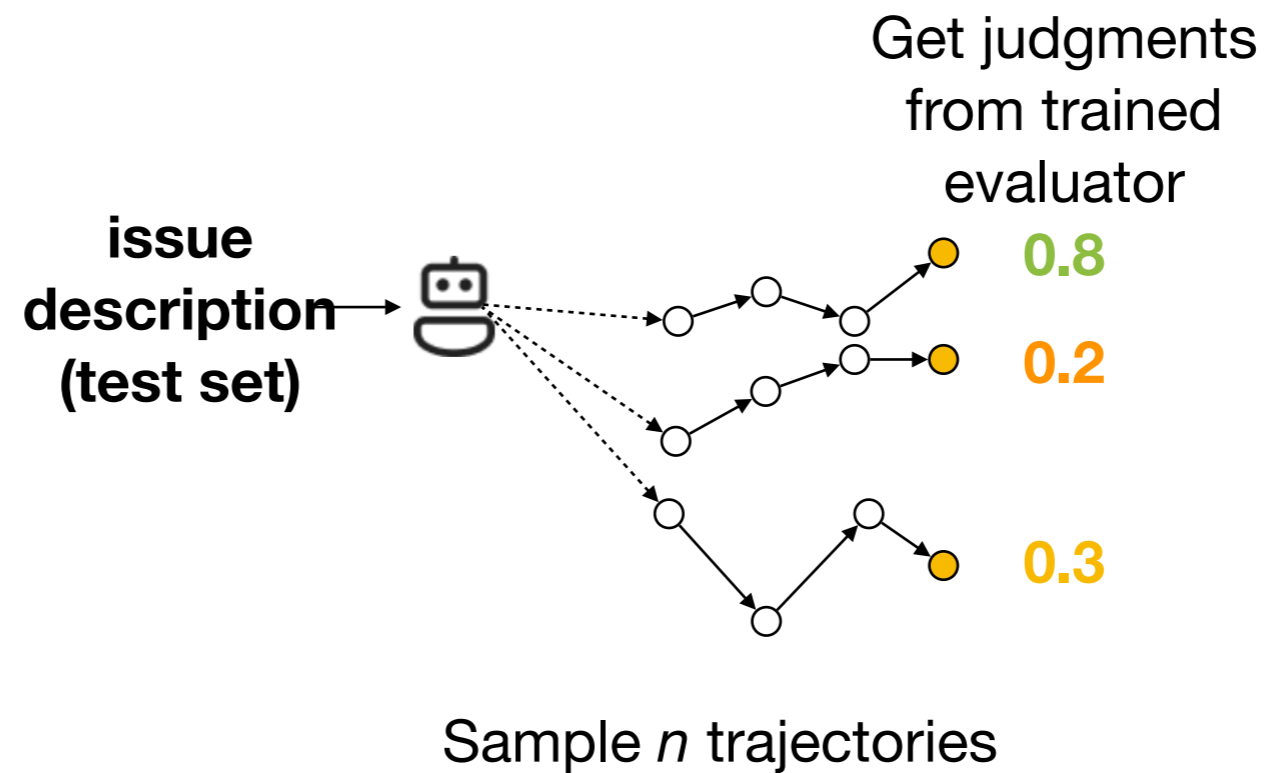 Get judgments
from trained
evaluator
issue
description
(test set)
0.8
0.2
0.3
Sample n trajectories